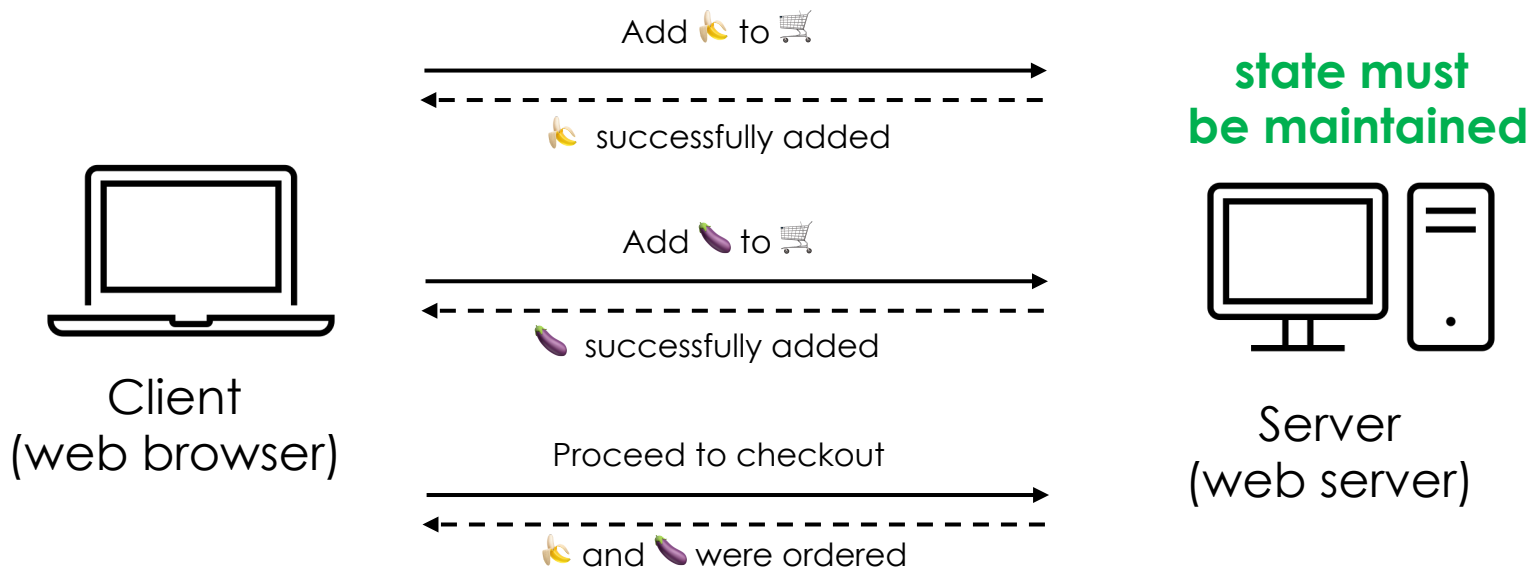 Add 🍌 to 🛒
state must
be maintained
🍌 successfully added
Add 🍆 to 🛒
🍆 successfully added
Client
(web browser)
Server
(web server)
Proceed to checkout
🍌 and 🍆 were ordered